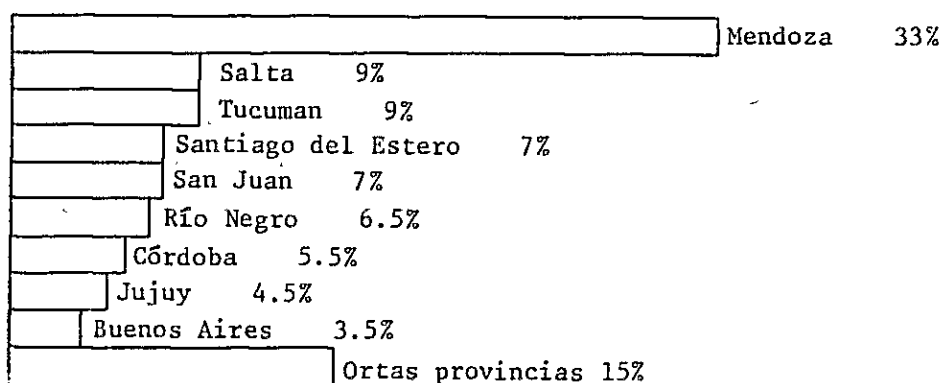 Mendoza 33%
Salta 9%
Tucuman 9%
Santiago del Estero 7%
San Juan 7%
Río Negro 6.5%
Córdoba 5.5%
Jujuy 4.5%
Buenos Aires 3.5%
Ortas provincias 15%